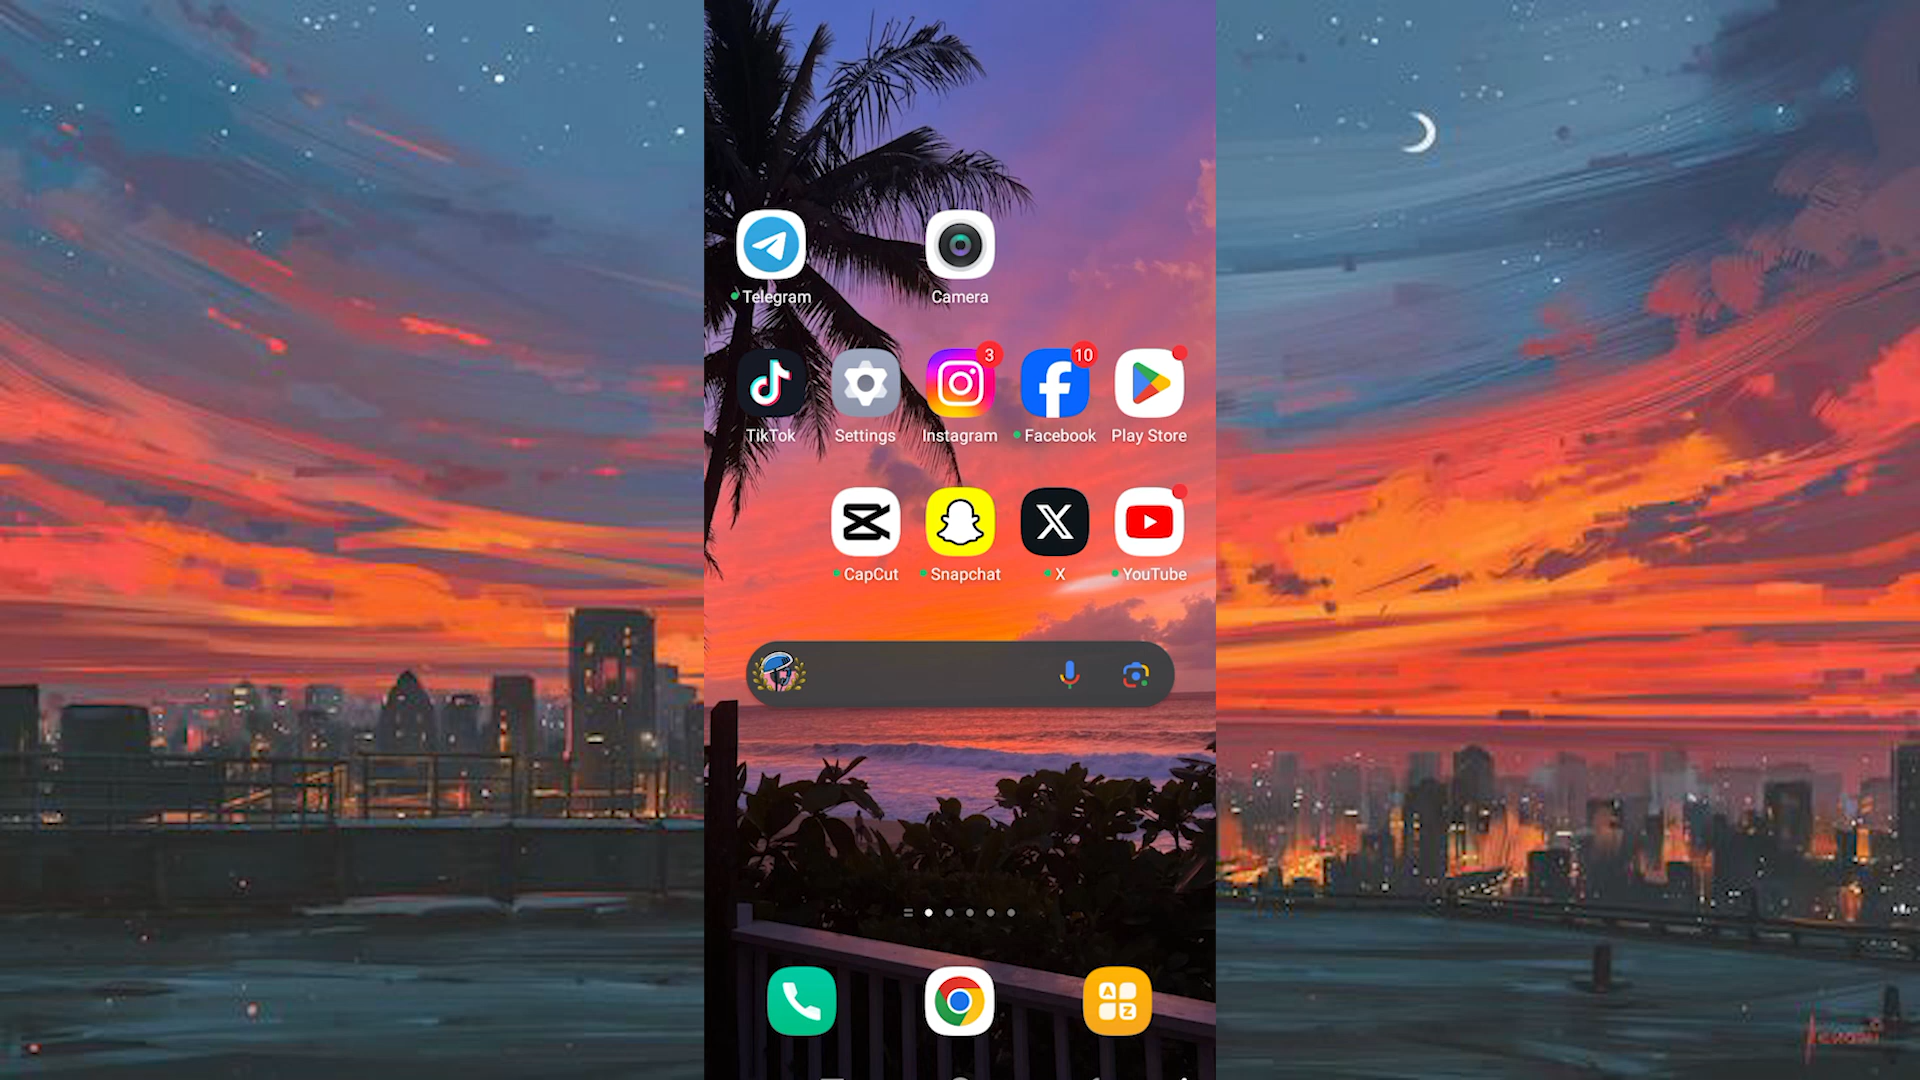 Telegram
Camera
3
10
TikTok
Settings
Instagram
Facebook
Play Store
CapCut
Snapchat
X
YouTube
A
Z